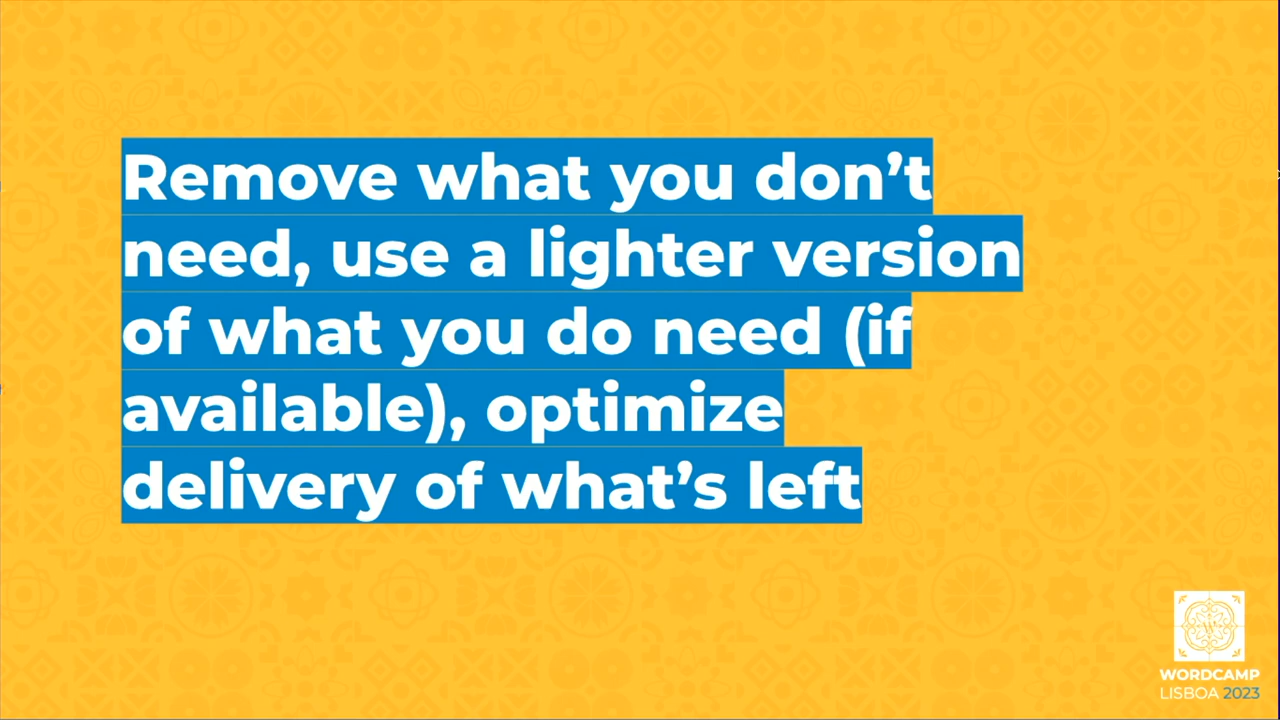 Remove what you don’t
need, use a lighter version
of what you do need (if
available), optimize
delivery of what’s left
W
WORDCAMP
LISBOA 2023